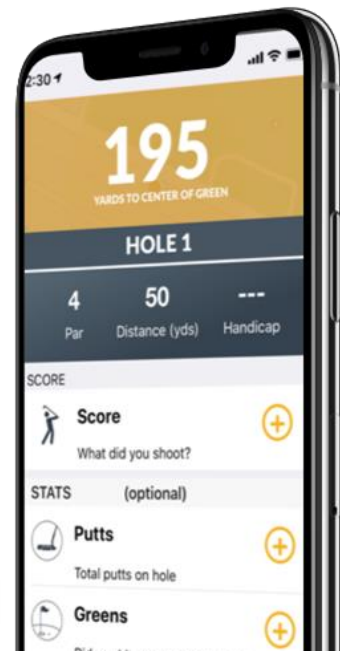 2:30
195
YARDS TO CENTER OF GREEN
HOLE 1
4 50 ---
Par Distance (yds) Handicap
SCORE
Score
What did you shoot?
STATS (optional)
Putts
Total putts on hole
Greens